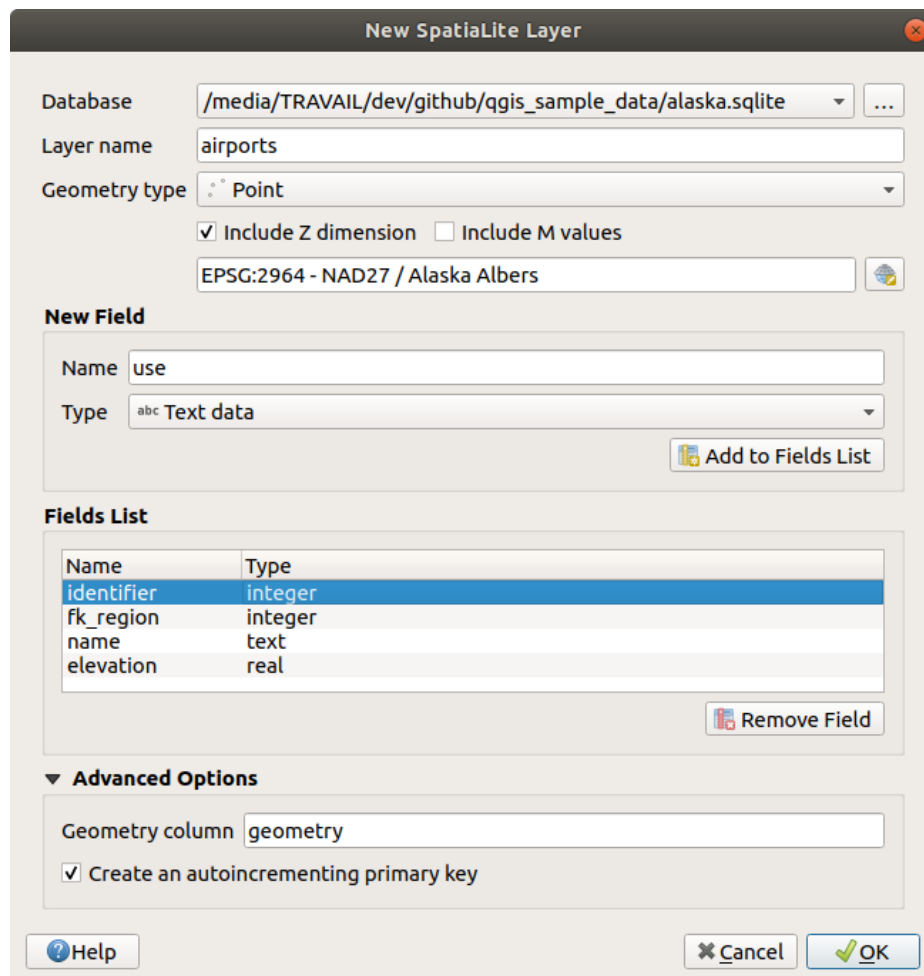 New SpatiaLite Layer
Database /media/TRAVAIL/dev/github/qgis_sample_data/alaska.sqlite ...
Layer name airports
Geometry type Point
Include Z dimension Include M values
EPSG:2964 - NAD27 / Alaska Albers
New Field
Name use
Type abc Text data
Add to Fields List
Fields List
Name Type
identifier integer
fk_region integer
name text
elevation real
Remove Field
Advanced Options
Geometry column geometry
Create an autoincrementing primary key
?Help Cancel OK